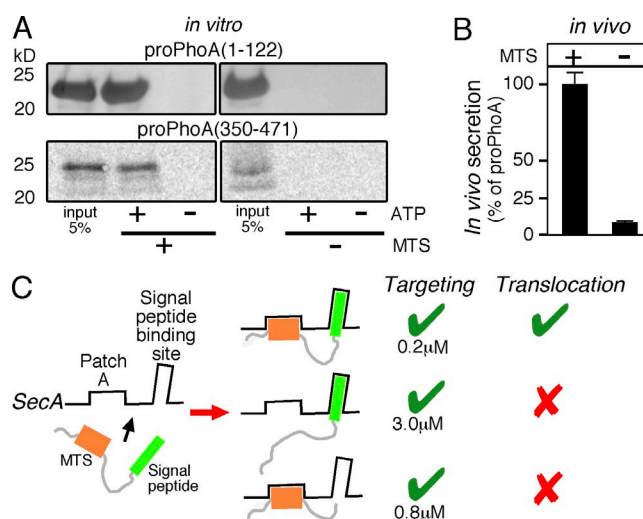 A
in vitro
proPhoA(1-122)
kD
25
20
proPhoA(350-471)
25
20
input
5%
+
−
input
5%
+
−
ATP
+
−
MTS
B
in vivo
MTS
+
−
In vivo secretion
(% of proPhoA)
100
75
50
25
0
C
Signal
peptide
binding
site
Patch
A
SecA
MTS
Signal
peptide
Targeting
Translocation
0.2μM
3.0μM
0.8μM